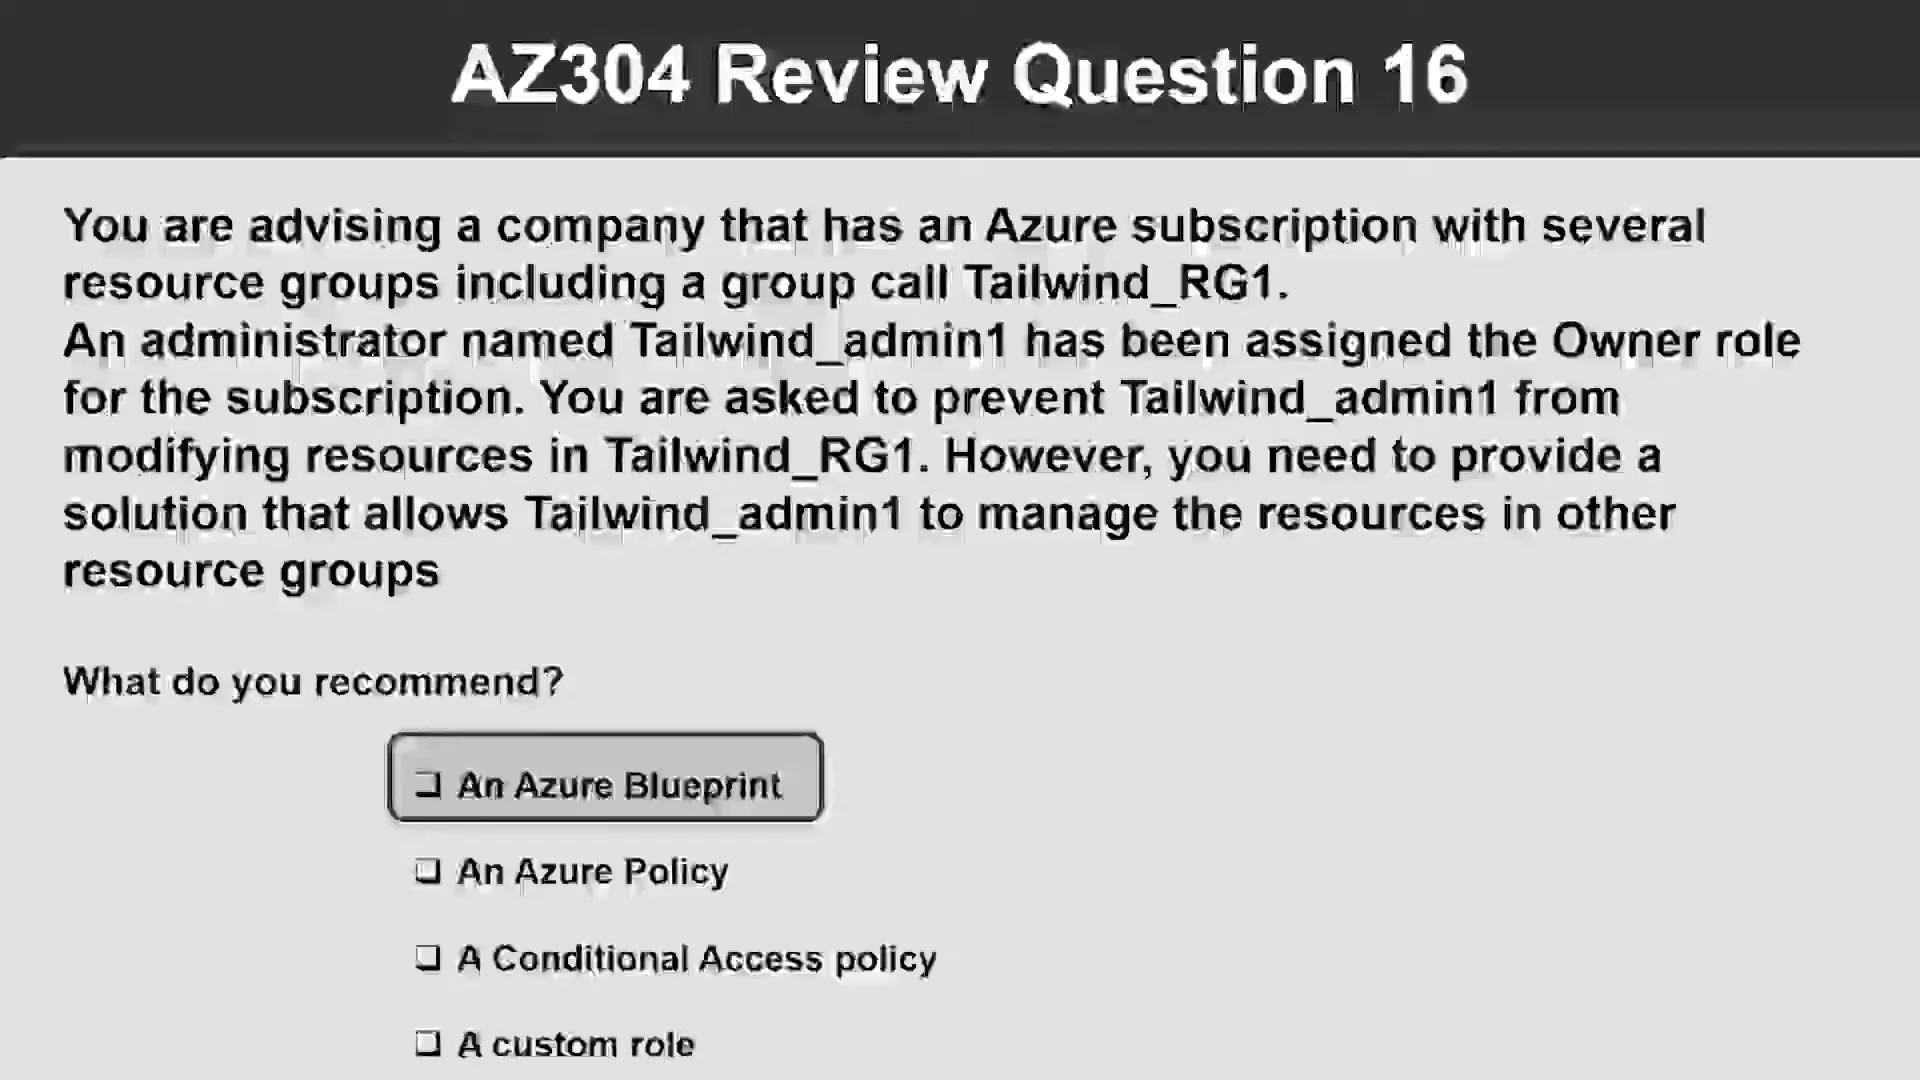 AZ304 Review Question 16
You are advising a company that has an Azure subscription with several
resource groups including a group call Tailwind_RG1.
An administrator named Tailwind_admin1 has been assigned the Owner role
for the subscription. You are asked to prevent Tailwind_admin1 from
modifying resources in Tailwind_RG1. However, you need to provide a
solution that allows Tailwind_admin1 to manage the resources in other
resource groups
What do you recommend?
❑ An Azure Blueprint
❑ An Azure Policy
❑ A Conditional Access policy
❑ A custom role